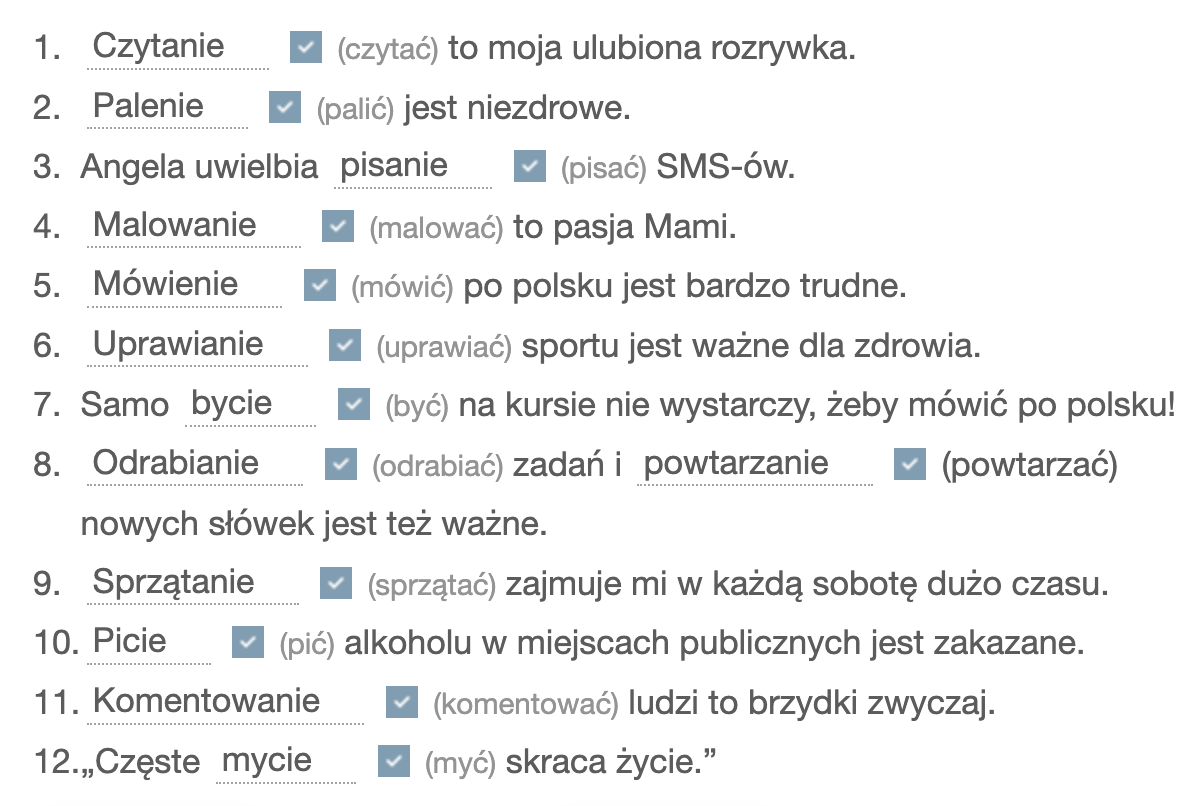 1. Czytanie (czytać) to moja ulubiona rozrywka.
2. Palenie (palić) jest niezdrowe.
3. Angela uwielbia pisanie (pisać) SMS-ów.
4. Malowanie (malować) to pasja Mami.
5. Mówienie (mówić) po polsku jest bardzo trudne.
6. Uprawianie (uprawiać) sportu jest ważne dla zdrowia.
7. Samo bycie (być) na kursie nie wystarczy, żeby mówić po polsku!
8. Odrabianie (odrabiać) zadań i powtarzanie (powtarzać)
nowych słówek jest też ważne.
9. Sprzątanie (sprzątać) zajmuje mi w każdą sobotę dużo czasu.
10. Picie (pić) alkoholu w miejscach publicznych jest zakazane.
11. Komentowanie (komentować) ludzi to brzydki zwyczaj.
12.„Częste mycie (myć) skraca życie.”